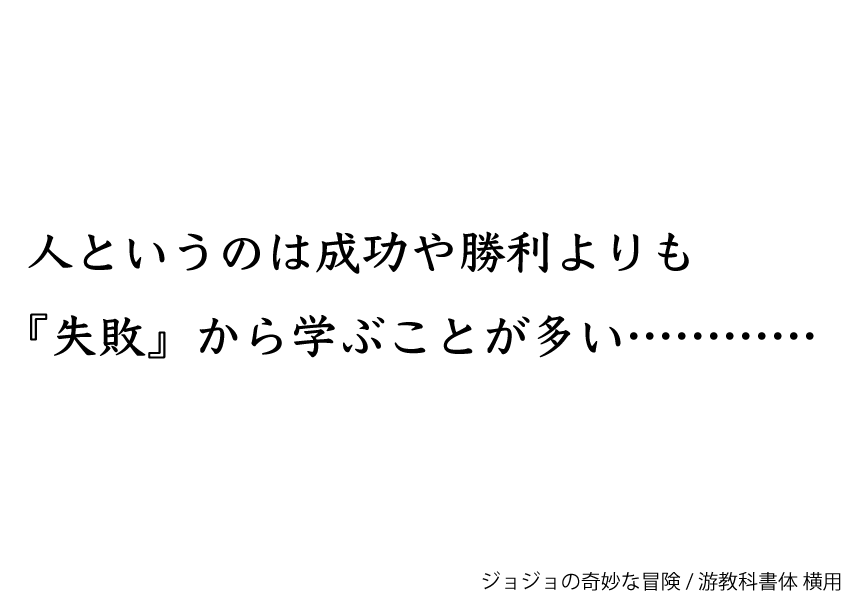 人というのは成功や勝利よりも
『失敗』から学ぶことが多い…………
ジョジョの奇妙な冒険 / 游教科書体 横用